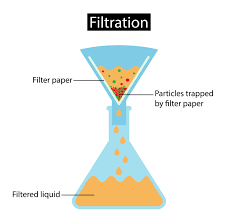 Filtration
Filter paper
Particles trapped
by filter paper
Filtered liquid